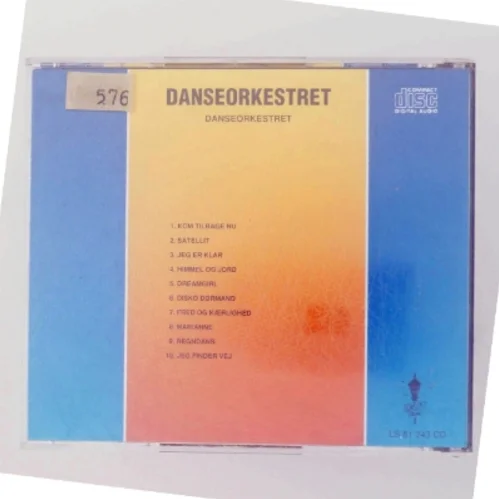 576
DANSEORKESTRET
DANSEORKESTRET
COMPACT
disc
DIGITAL AUDIO
1. KOM TILBAGE NU
2. SATELLIT
3. JEG ER KLAR
4. HIMMEL OG JORD
5. DREAMGIRL
6. DISKO DORMAND
7. FRED OG KÆRLIGHED
8. MARIANNE
9. REGNDANS
10. JEG FINDER VEJ